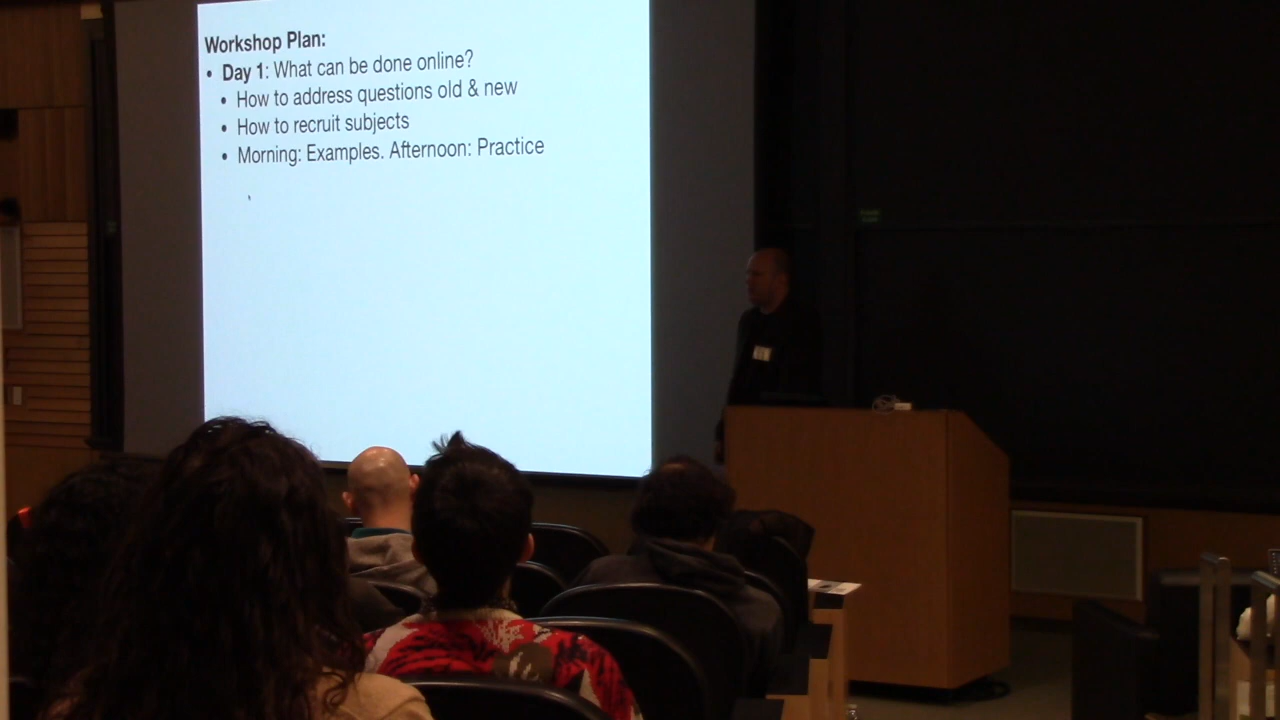 Workshop Plan:
• Day 1: What can be done online?
• How to address questions old & new
• How to recruit subjects
• Morning: Examples. Afternoon: Practice